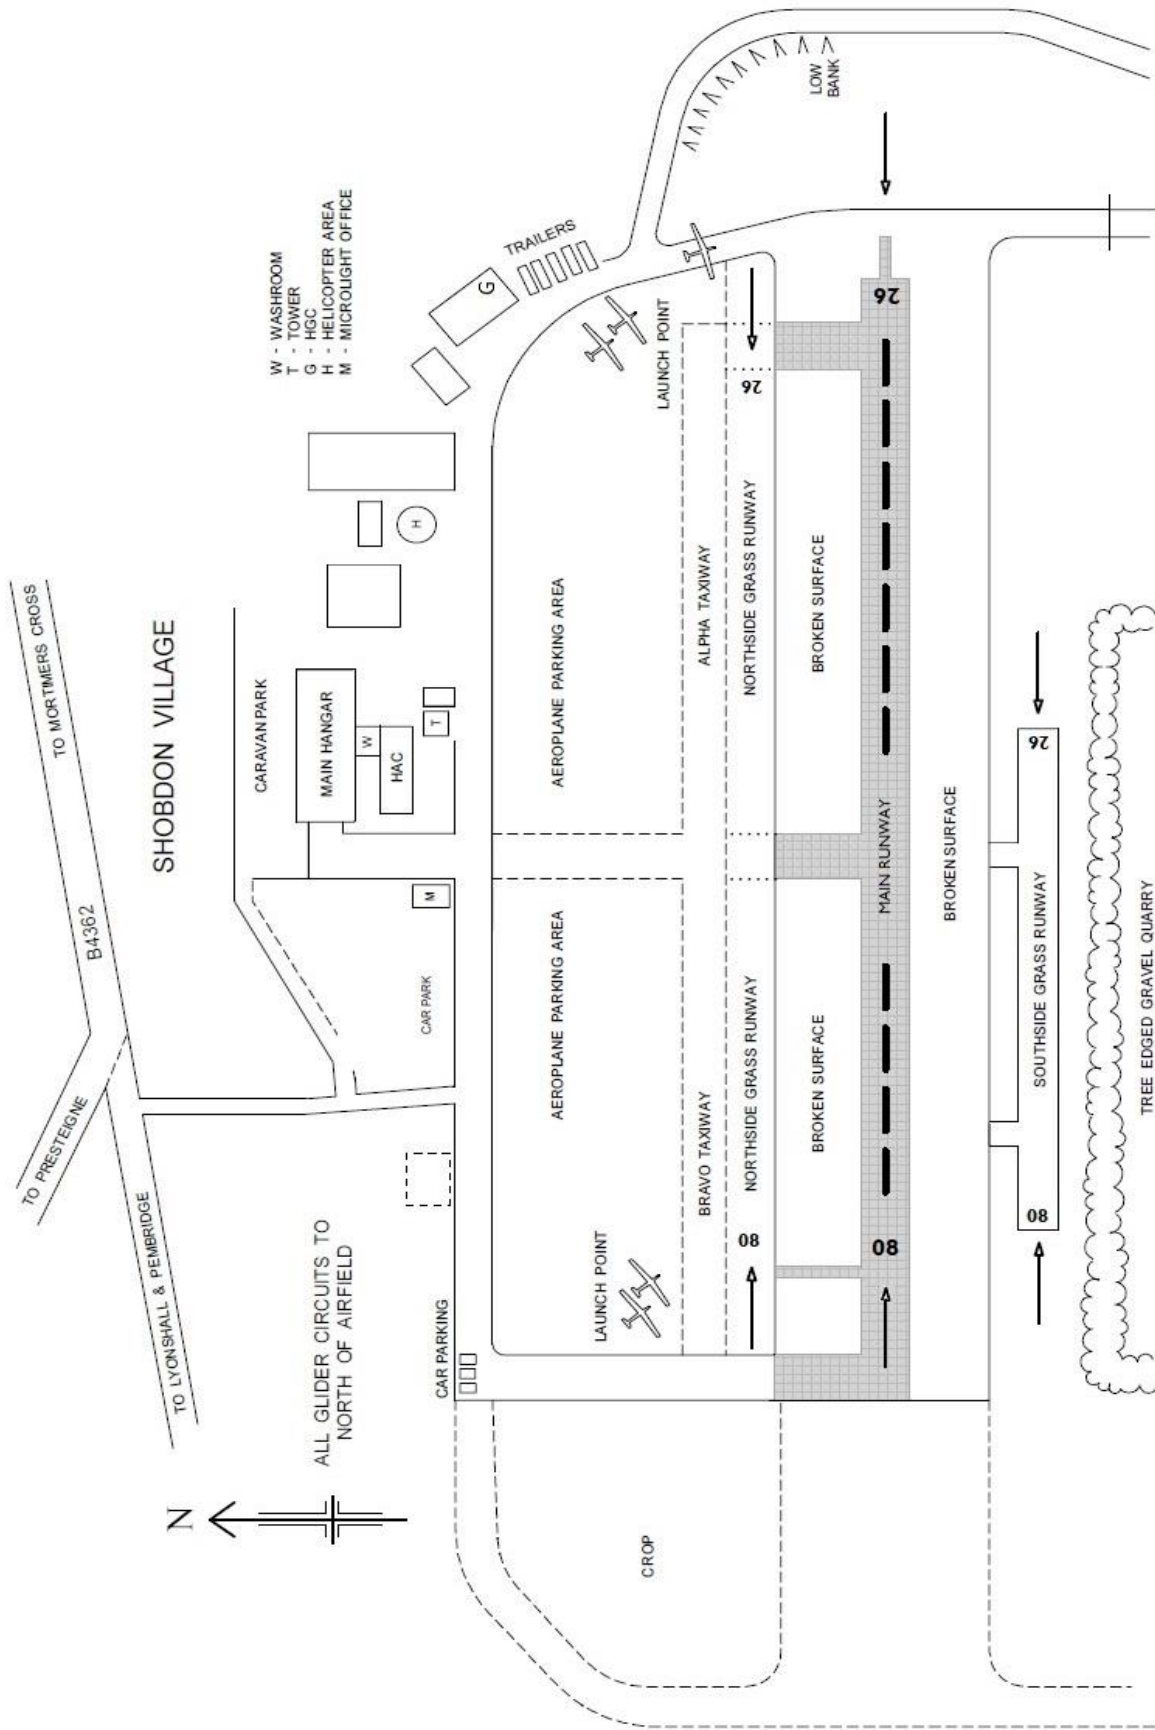 TO PRESTEIGNE
B4362
TO MORTIMERS CROSS
TO LYONSHALL & PEMBRIDGE
SHOBDON VILLAGE
N
ALL GLIDER CIRCUITS TO
NORTH OF AIRFIELD
CARAVAN PARK
W - WASHROOM
T - TOWER
G - HGC
H - HELICOPTER AREA
M - MICROLIGHT OFFICE
MAIN HANGAR
W
HAC
T
H
M
CAR PARK
G
TRAILERS
CAR PARKING
AEROPLANE PARKING AREA
AEROPLANE PARKING AREA
LAUNCH POINT
LAUNCH POINT
CROP
BRAVO TAXIWAY
ALPHA TAXIWAY
08
NORTHSIDE GRASS RUNWAY
NORTHSIDE GRASS RUNWAY
26
LOW
BANK
BROKEN SURFACE
BROKEN SURFACE
08
MAIN RUNWAY
26
BROKEN SURFACE
08
SOUTHSIDE GRASS RUNWAY
26
TREE EDGED GRAVEL QUARRY